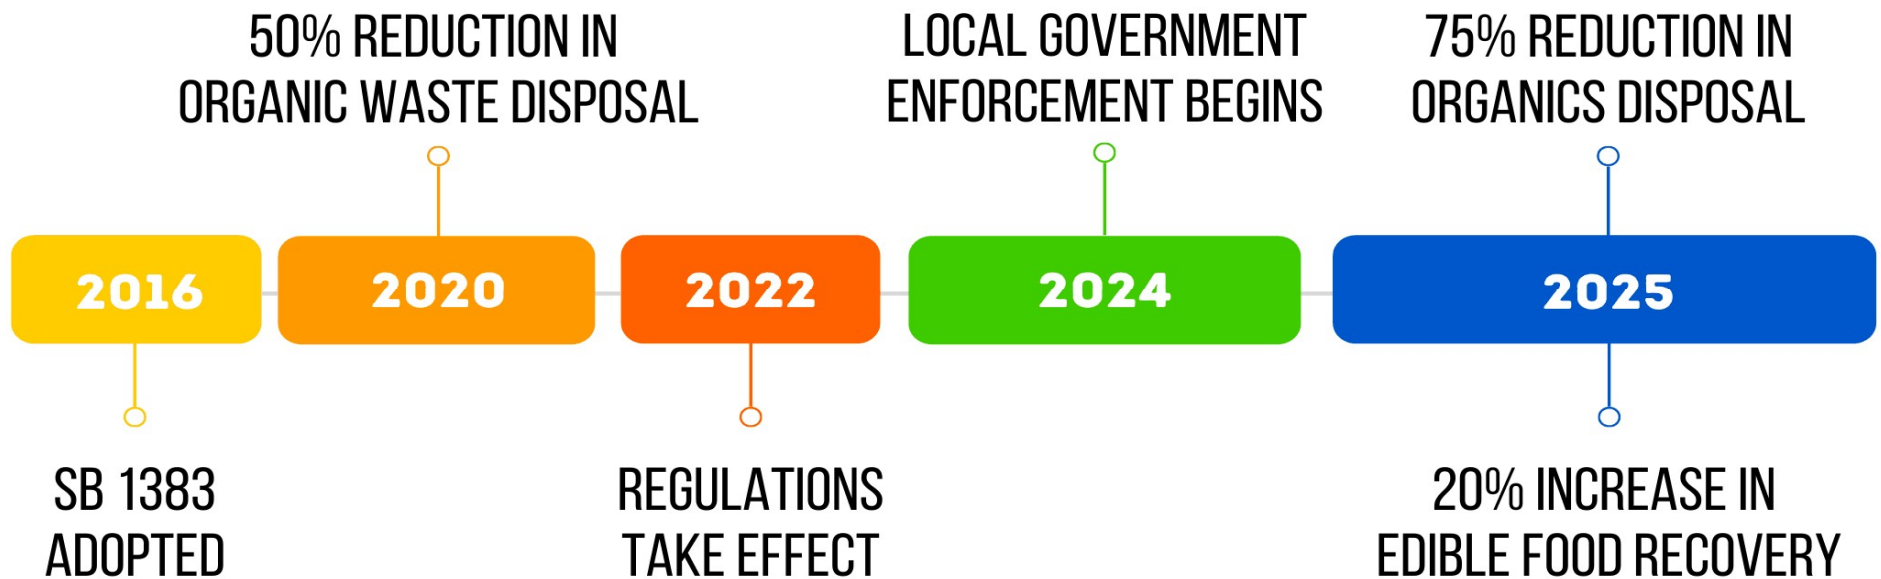 50% REDUCTION IN
ORGANIC WASTE DISPOSAL
LOCAL GOVERNMENT
ENFORCEMENT BEGINS
75% REDUCTION IN
ORGANICS DISPOSAL
2016
2020
2022
2024
2025
SB 1383
ADOPTED
REGULATIONS
TAKE EFFECT
20% INCREASE IN
EDIBLE FOOD RECOVERY